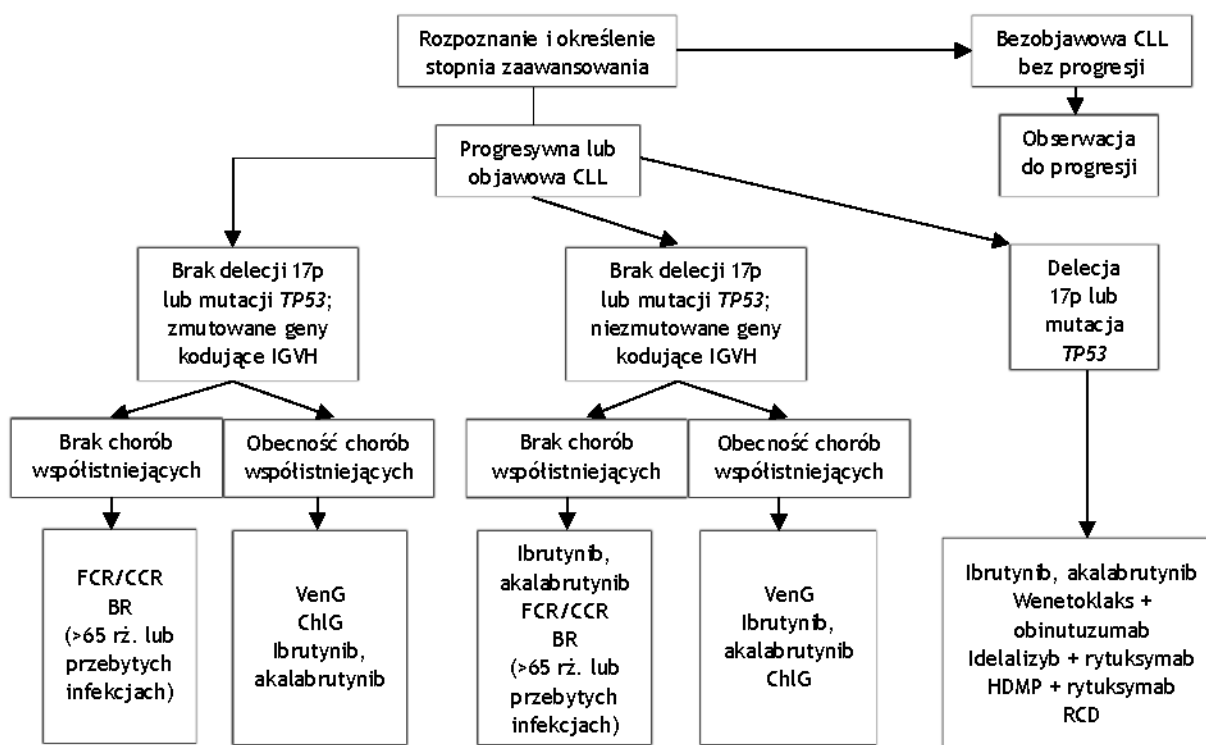 Rozpoznanie i określenie
stopnia zaawansowania
Bezobjawowa CLL
bez progresji
Obserwacja
do progresji
Progresywna lub
objawowa CLL
Brak delecji 17p
lub mutacji TP53;
zmutowane geny
kodujące IGVH
Brak delecji 17p
lub mutacji TP53;
niezmutowane geny
kodujące IGVH
Delecja
17p lub
mutacja
TP53
Brak chorób
współistniejących
Obecność chorób
współistniejących
Brak chorób
współistniejących
Obecność chorób
współistniejących
FCR/CCR
BR
(>65 rż. lub
przebytych
infekcjach)
VenG
ChlG
Ibrutynib,
akalabrutynib
Ibrutynib,
akalabrutynib
FCR/CCR
BR
(>65 rż. lub
przebytych
infekcjach)
VenG
Ibrutynib,
akalabrutynib
ChlG
Ibrutynib, akalabrutynib
Wenetoklaks +
obinutuzumab
Idelalizyb + rytuksymab
HDMP + rytuksymab
RCD